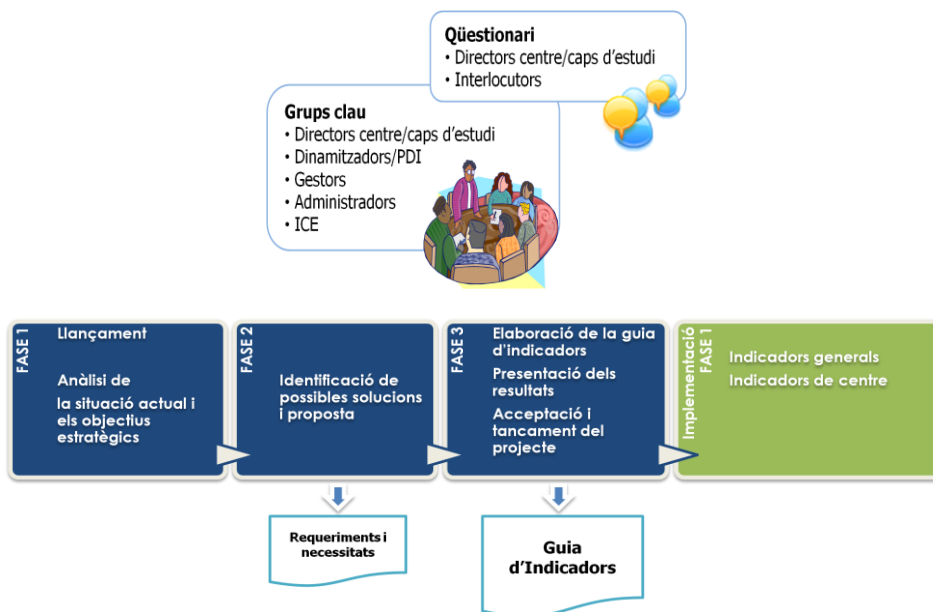 Qüestionari
• Directors centre/caps d'estudi
• Interlocutors
Grups clau
• Directors centre/caps d'estudi
• Dinamitzadors/PDI
• Gestors
• Administradors
• ICE
FASE 1
Llançament
Anàlisi de
la situació actual i
els objectius
estratègics
FASE 2
Identificació de
possibles solucions
i proposta
FASE 3
Elaboració de la guia
d'indicadors
Presentació dels
resultats
Acceptació i
tancament del
projecte
Implementació
FASE 1
Indicadors generals
Indicadors de centre
Requeriments i
necessitats
Guia
d'Indicadors